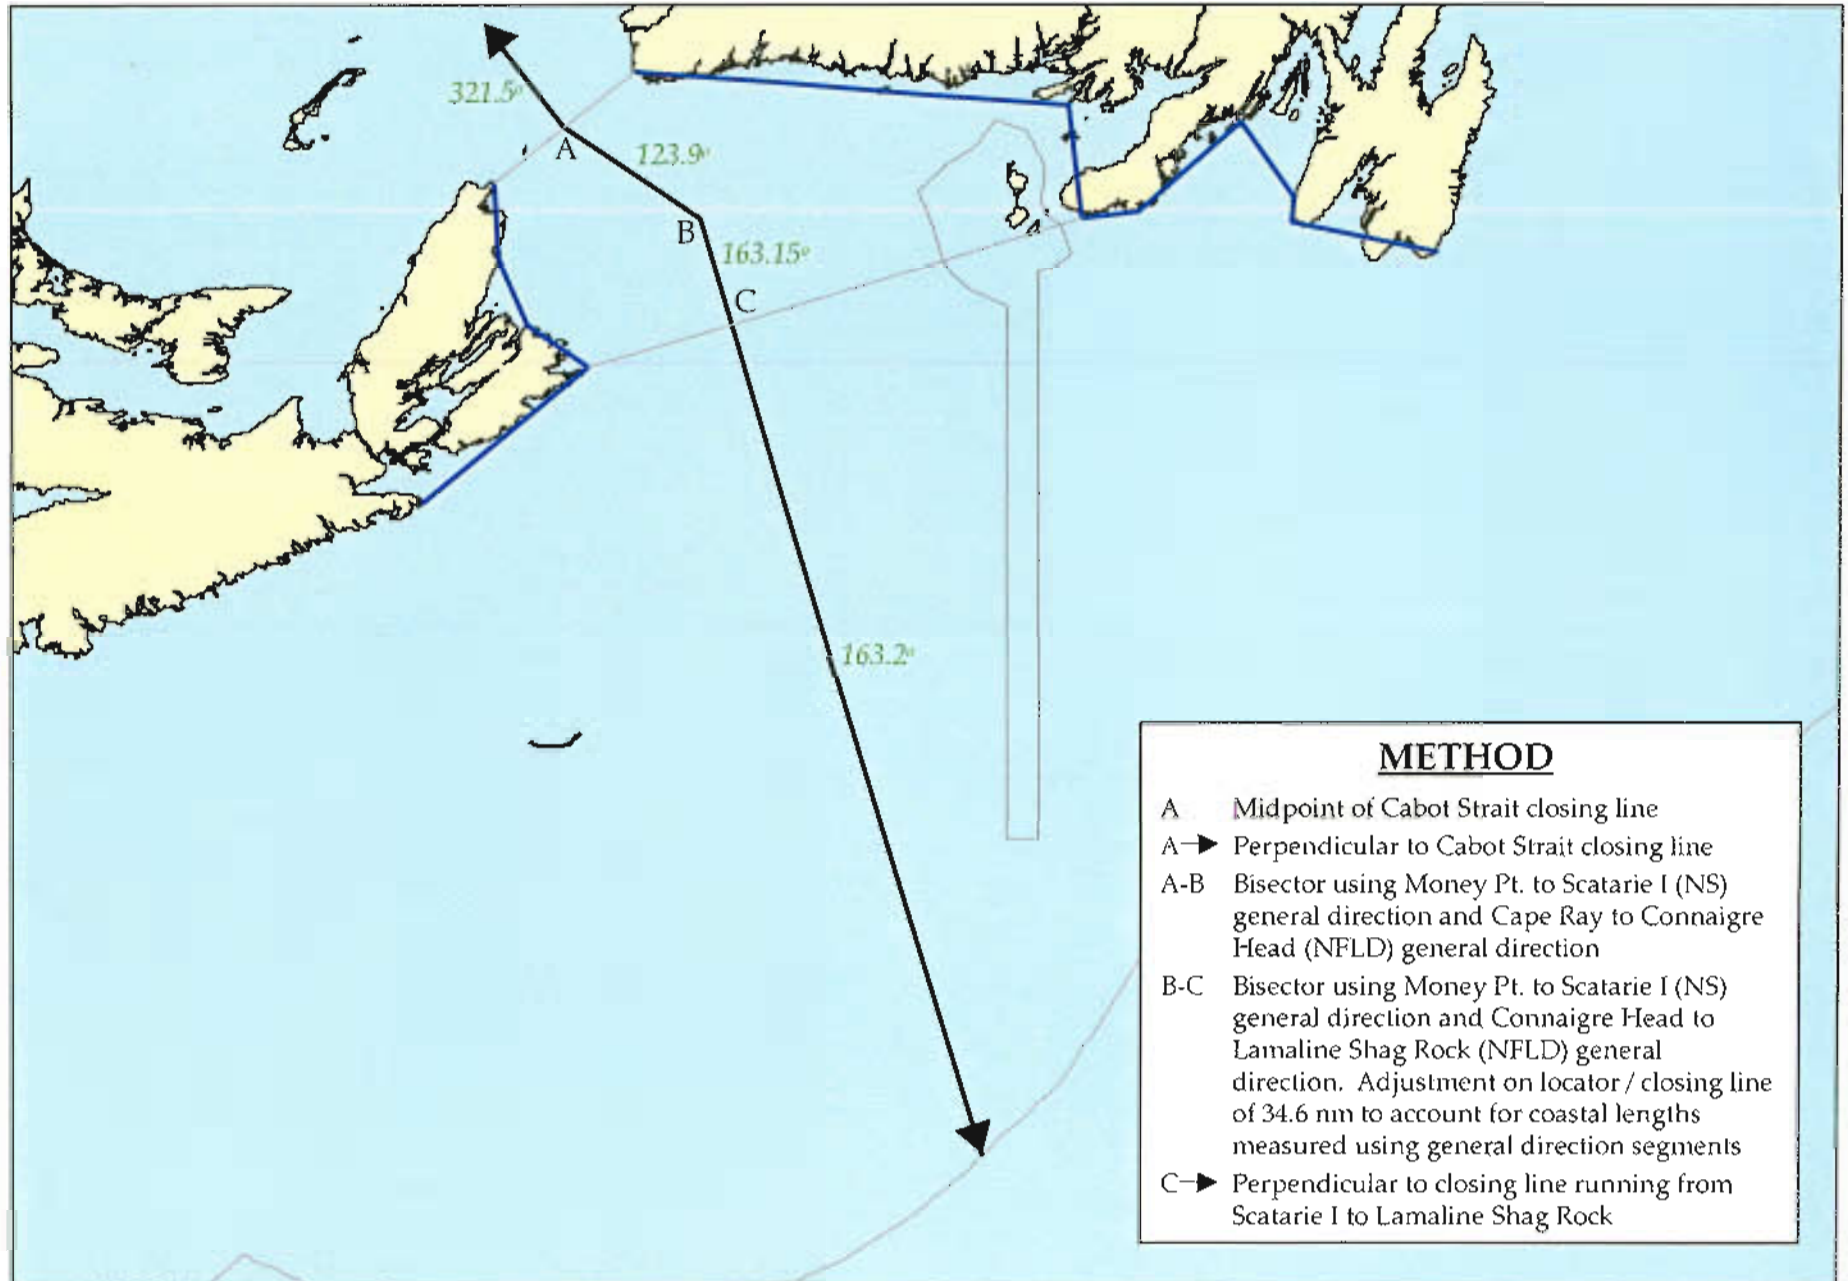 321.5°
A
123.9°
B
163.15°
C
163.2°
METHOD
A Midpoint of Cabot Strait closing line
A Perpendicular to Cabot Strait closing line
A-B Bisector using Money Pt. to Scatarie I (NS)
general direction and Cape Ray to Connaigre
Head (NFLD) general direction
B-C Bisector using Money Pt. to Scatarie I (NS)
general direction and Connaigre Head to
Lamaline Shag Rock (NFLD) general
direction. Adjustment on locator / closing line
of 34.6 nm to account for coastal lengths
measured using general direction segments
C Perpendicular to closing line running from
Scatarie I to Lamaline Shag Rock